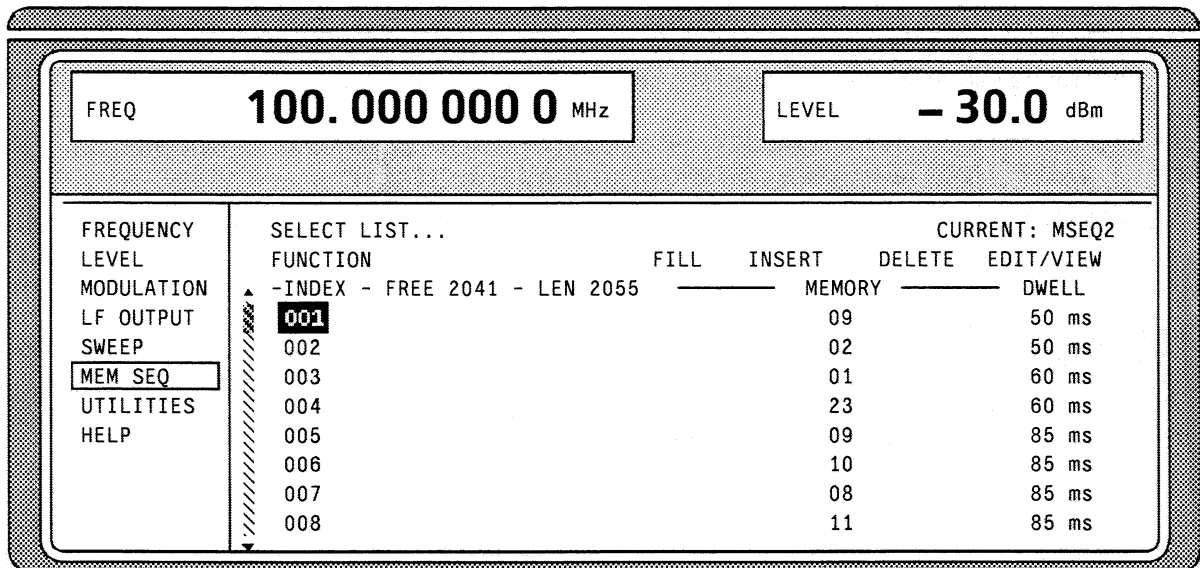 FREQ 100. 000 000 0 MHz LEVEL – 30.0 dBm
FREQUENCY SELECT LIST... CURRENT: MSEQ2
LEVEL FUNCTION FILL INSERT DELETE EDIT/VIEW
MODULATION -INDEX - FREE 2041 - LEN 2055 MEMORY DWELL
LF OUTPUT 001 09 50 ms
SWEEP 002 02 50 ms
MEM SEQ 003 01 60 ms
UTILITIES 004 23 60 ms
HELP 005 09 85 ms
006 10 85 ms
007 08 85 ms
008 11 85 ms